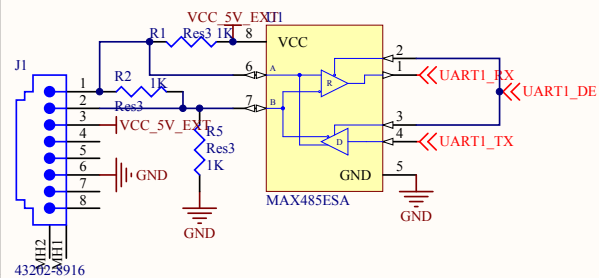 VCC_5V_EXT
U1
R1
Res3
1K
8
VCC
J1
6
A
2
R
1
UART1_RX
R2
1K
Res3
1
2
3
4
5
6
7
8
7
B
UART1_DE
VCC_5V_EXT
R5
Res3
1K
3
D
4
UART1_TX
GND
5
GND
MAX485ESA
GND
GND
MH2
MH1
43202-8916